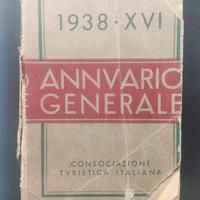 1938 · XVI
ANNVARIO
GENERALE
CONSOCIAZIONE
TVRISTICA ITALIANA